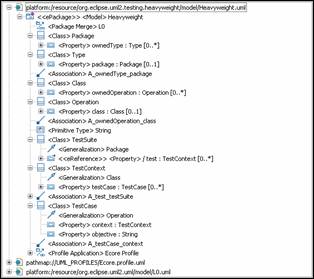 platform:/resource/org.eclipse.uml2.testing.heavyweight/model/Heavyweight.uml
<<ePackage>> <Model> Heavyweight
<Package Merge> L0
<Class> Package
<Property> ownedType : Type [0..*]
<Association> A_ownedType_package
<Class> Type
<Property> package : Package [0..1]
<Association> A_ownedType_package
<Class> Class
<Property> ownedOperation : Operation [0..*]
<Class> Operation
<Property> class : Class [0..1]
<Association> A_ownedOperation_class
<Primitive Type> String
<Class> TestSuite
<Generalization> Package
<<eReference>> <Property> / test : TestContext [0..*]
<Class> TestContext
<Generalization> Class
<Property> testCase : TestCase [0..*]
<Association> A_test_testSuite
<Class> TestCase
<Generalization> Operation
<Property> context : TestContext
<Property> objective : String
<Association> A_testCase_context
<Profile Application> Ecore Profile
pathmap://UML_PROFILES/Ecore.profile.uml
platform:/resource/org.eclipse.uml2.uml/model/L0.uml